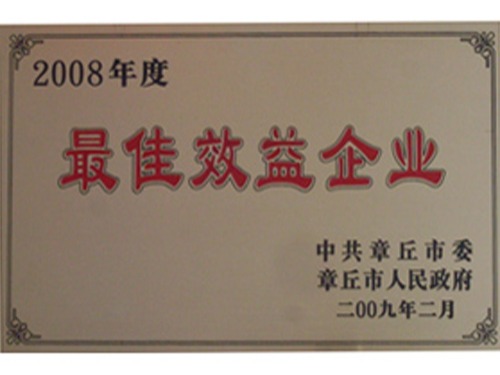 2008年度
最佳效益企业
中共章丘市委
章丘市人民政府
二00九年二月